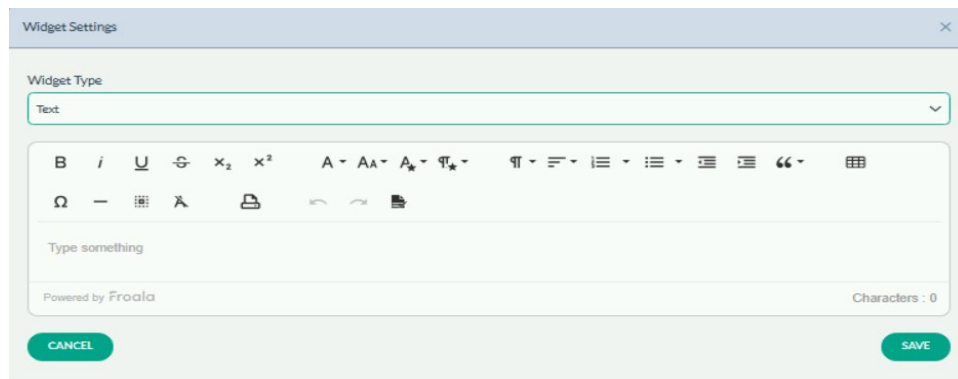 Widget Settings
Widget Type
Text
Type something
Powered by Froala
Characters : 0
CANCEL
SAVE